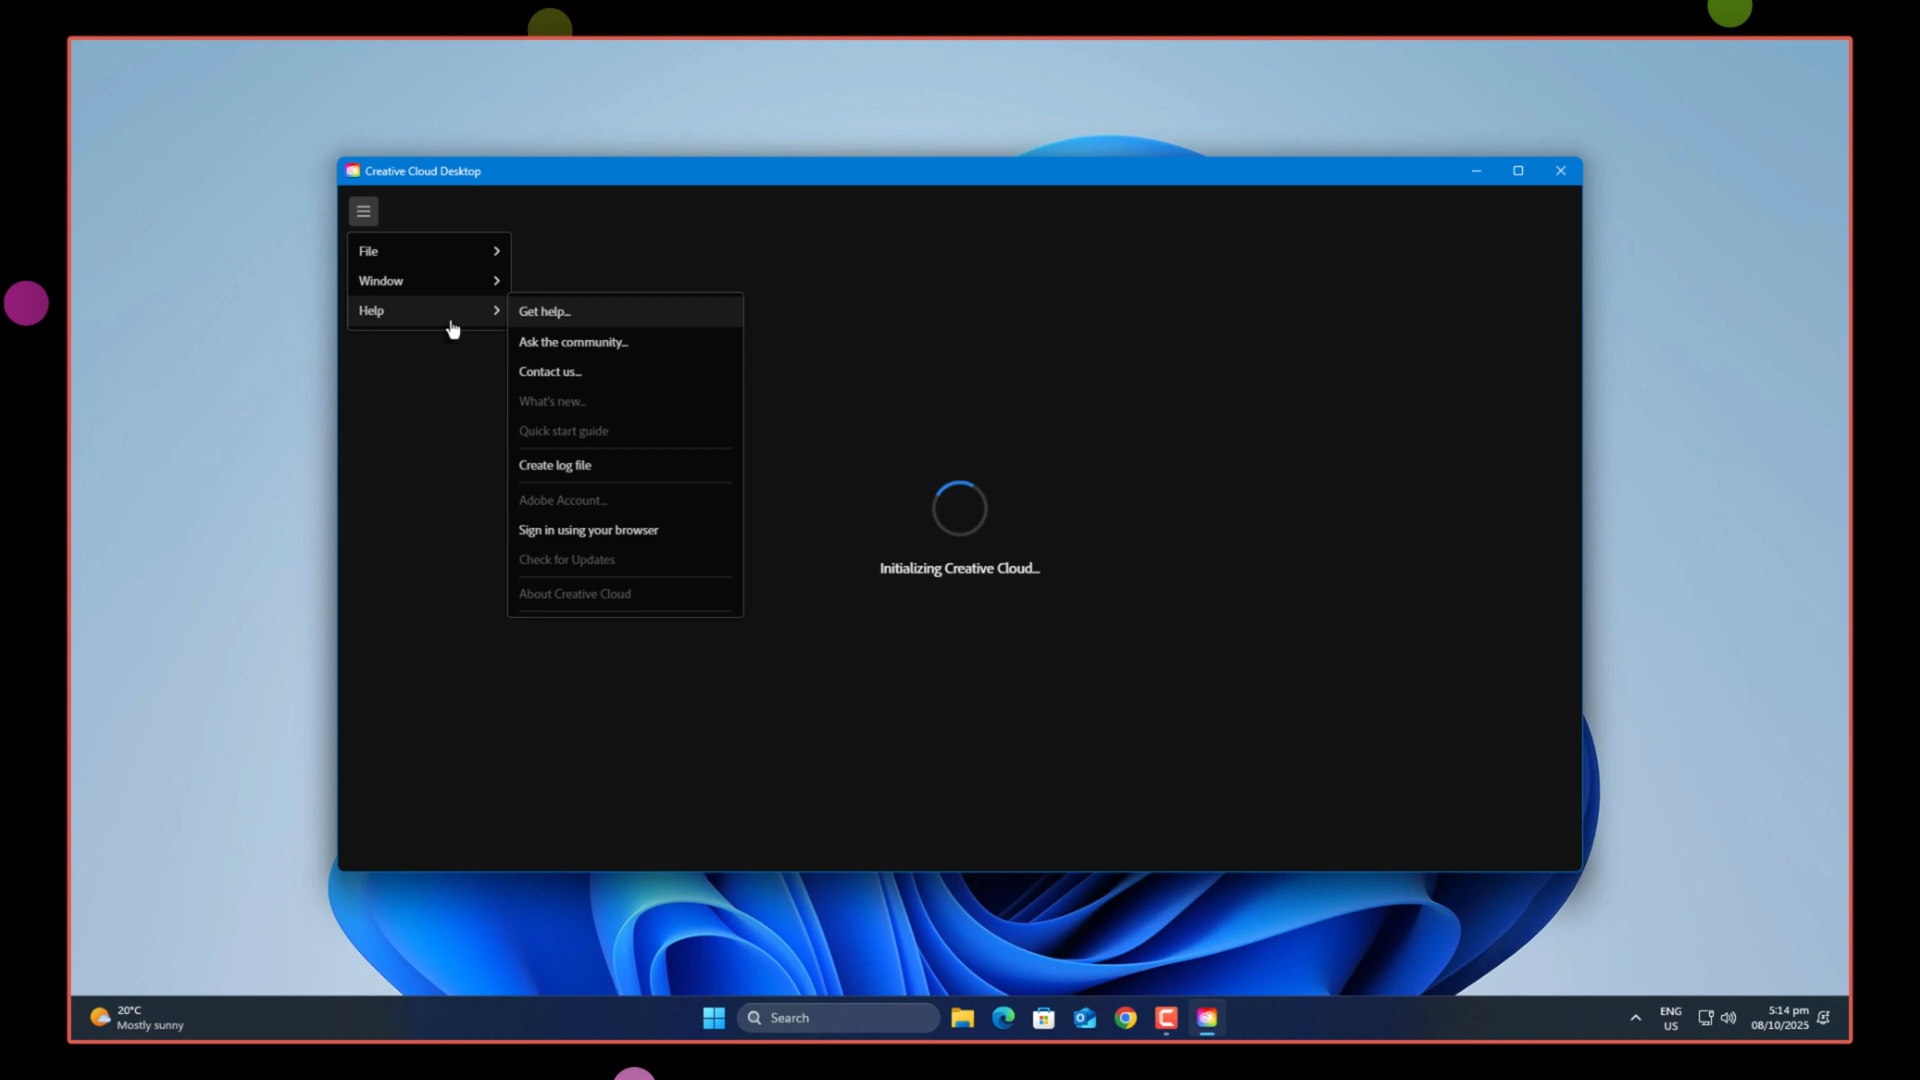 Creative Cloud Desktop
File
Window
Help
Get help...
Ask the community...
Contact us...
What's new...
Quick start guide
Create log file
Adobe Account...
Sign in using your browser
Check for Updates
About Creative Cloud
Initializing Creative Cloud...
20°C
Mostly sunny
Search
ENG
US
5:14 pm
08/10/2025